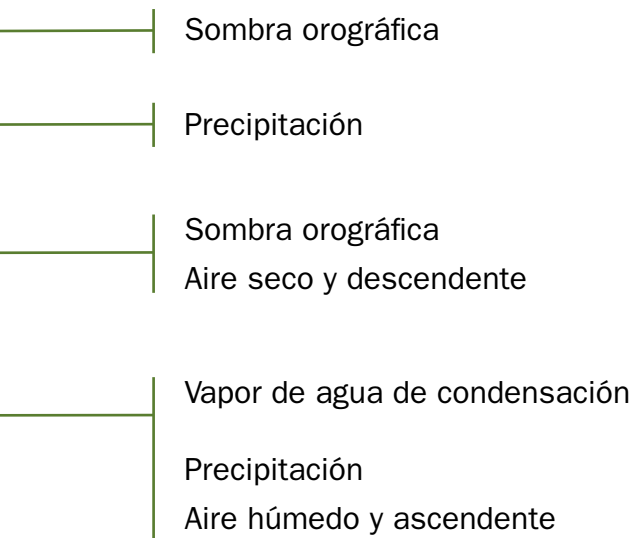 Sombra orográfica
Precipitación
Sombra orográfica
Aire seco y descendente
Vapor de agua de condensación
Precipitación
Aire húmedo y ascendente